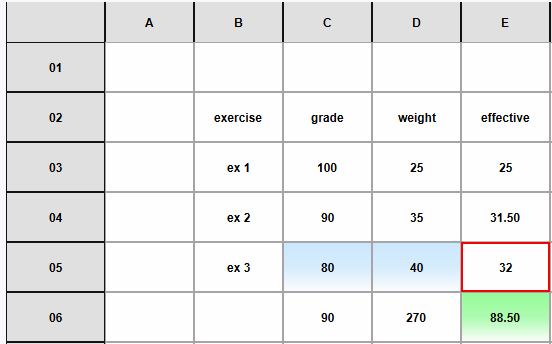 A B C D E
01
02 exercise grade weight effective
03 ex 1 100 25 25
04 ex 2 90 35 31.50
05 ex 3 80 40 32
06 90 270 88.50